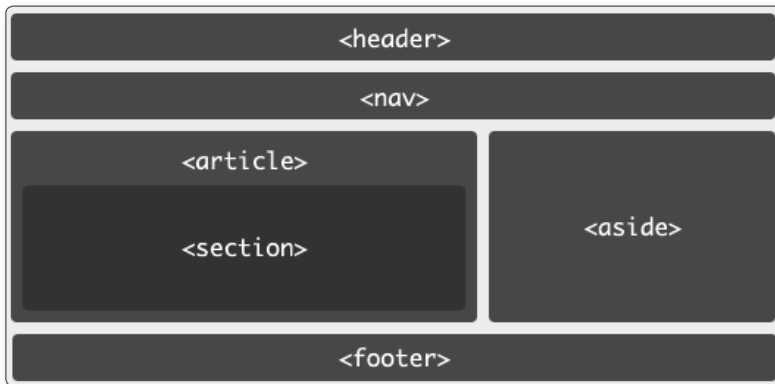 <header>
<nav>
<article>
<section>
<aside>
<footer>